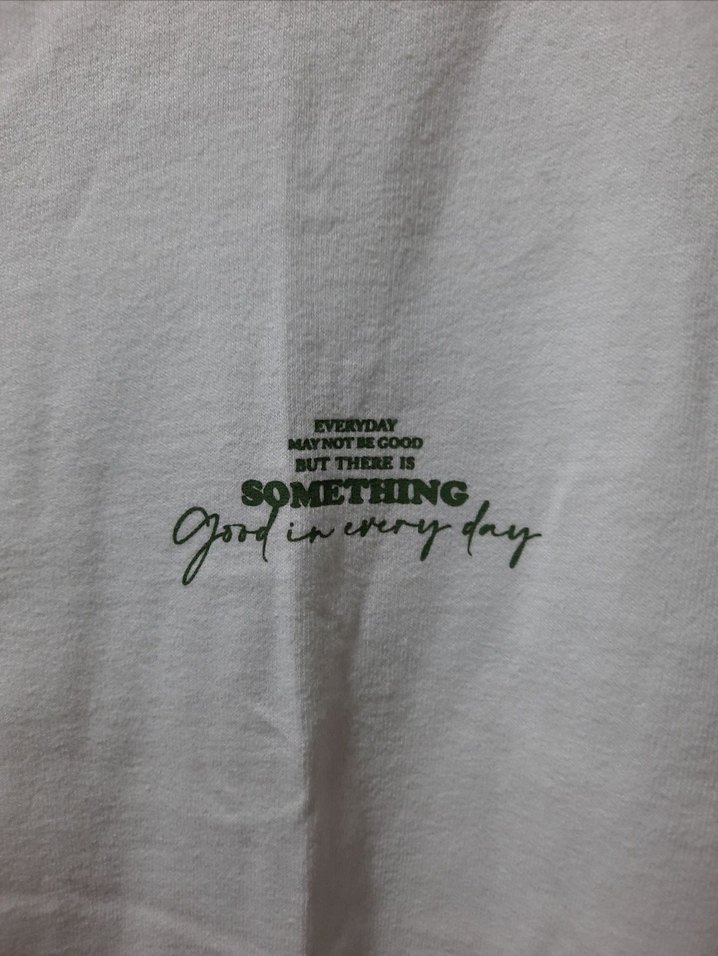 EVERYDAY
MAY NOT BE GOOD
BUT THERE IS
SOMETHING
Good in every day